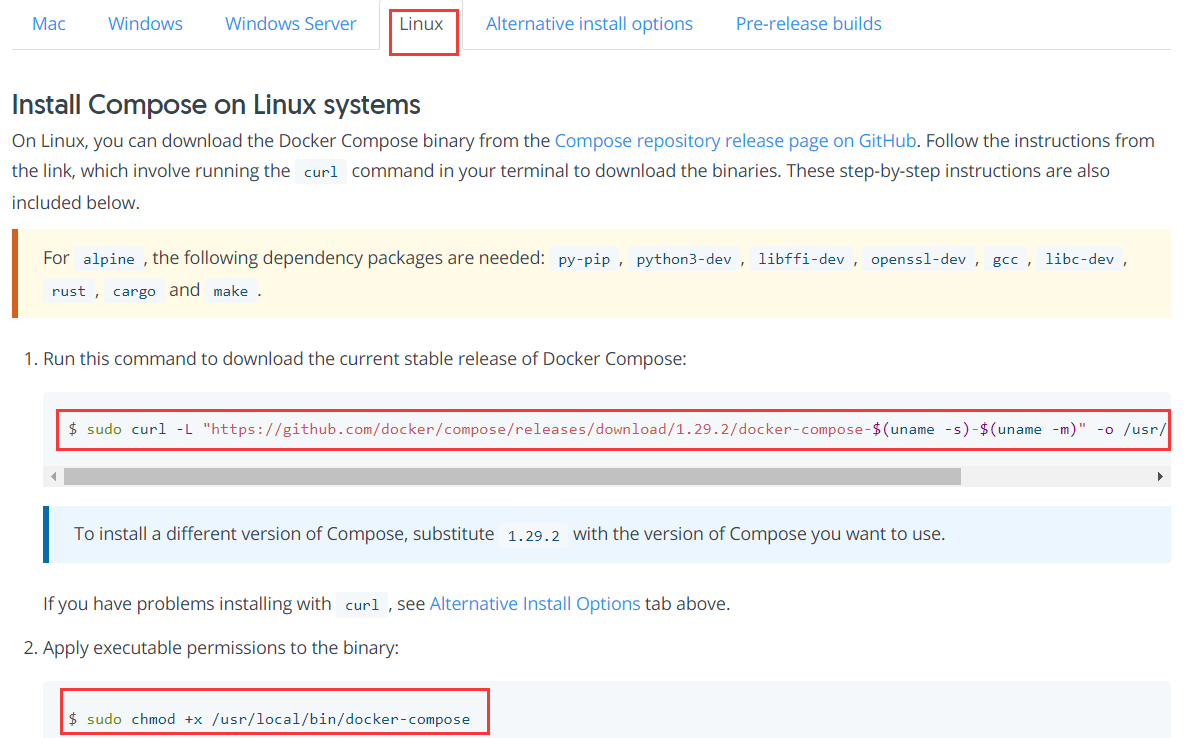 Mac Windows Windows Server Linux Alternative install options Pre-release builds
Install Compose on Linux systems
On Linux, you can download the Docker Compose binary from the Compose repository release page on GitHub. Follow the instructions from
the link, which involve running the curl command in your terminal to download the binaries. These step-by-step instructions are also
included below.
For alpine , the following dependency packages are needed: py-pip , python3-dev , libffi-dev , openssl-dev , gcc , libc-dev ,
rust , cargo and make .
1. Run this command to download the current stable release of Docker Compose:
$ sudo curl -L "https://github.com/docker/compose/releases/download/1.29.2/docker-compose-$(uname -s)-$(uname -m)" -o /usr/
To install a different version of Compose, substitute 1.29.2 with the version of Compose you want to use.
If you have problems installing with curl , see Alternative Install Options tab above.
2. Apply executable permissions to the binary:
$ sudo chmod +x /usr/local/bin/docker-compose